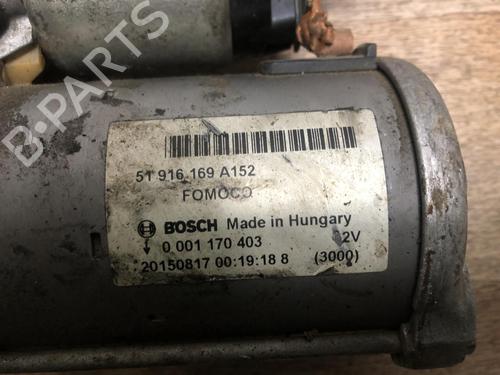 B-PARTS
51 916 169 A152
FOMOCO
BOSCH Made in Hungary
0 001 170 403 12V
20150817 00:19:18 8 (3000)